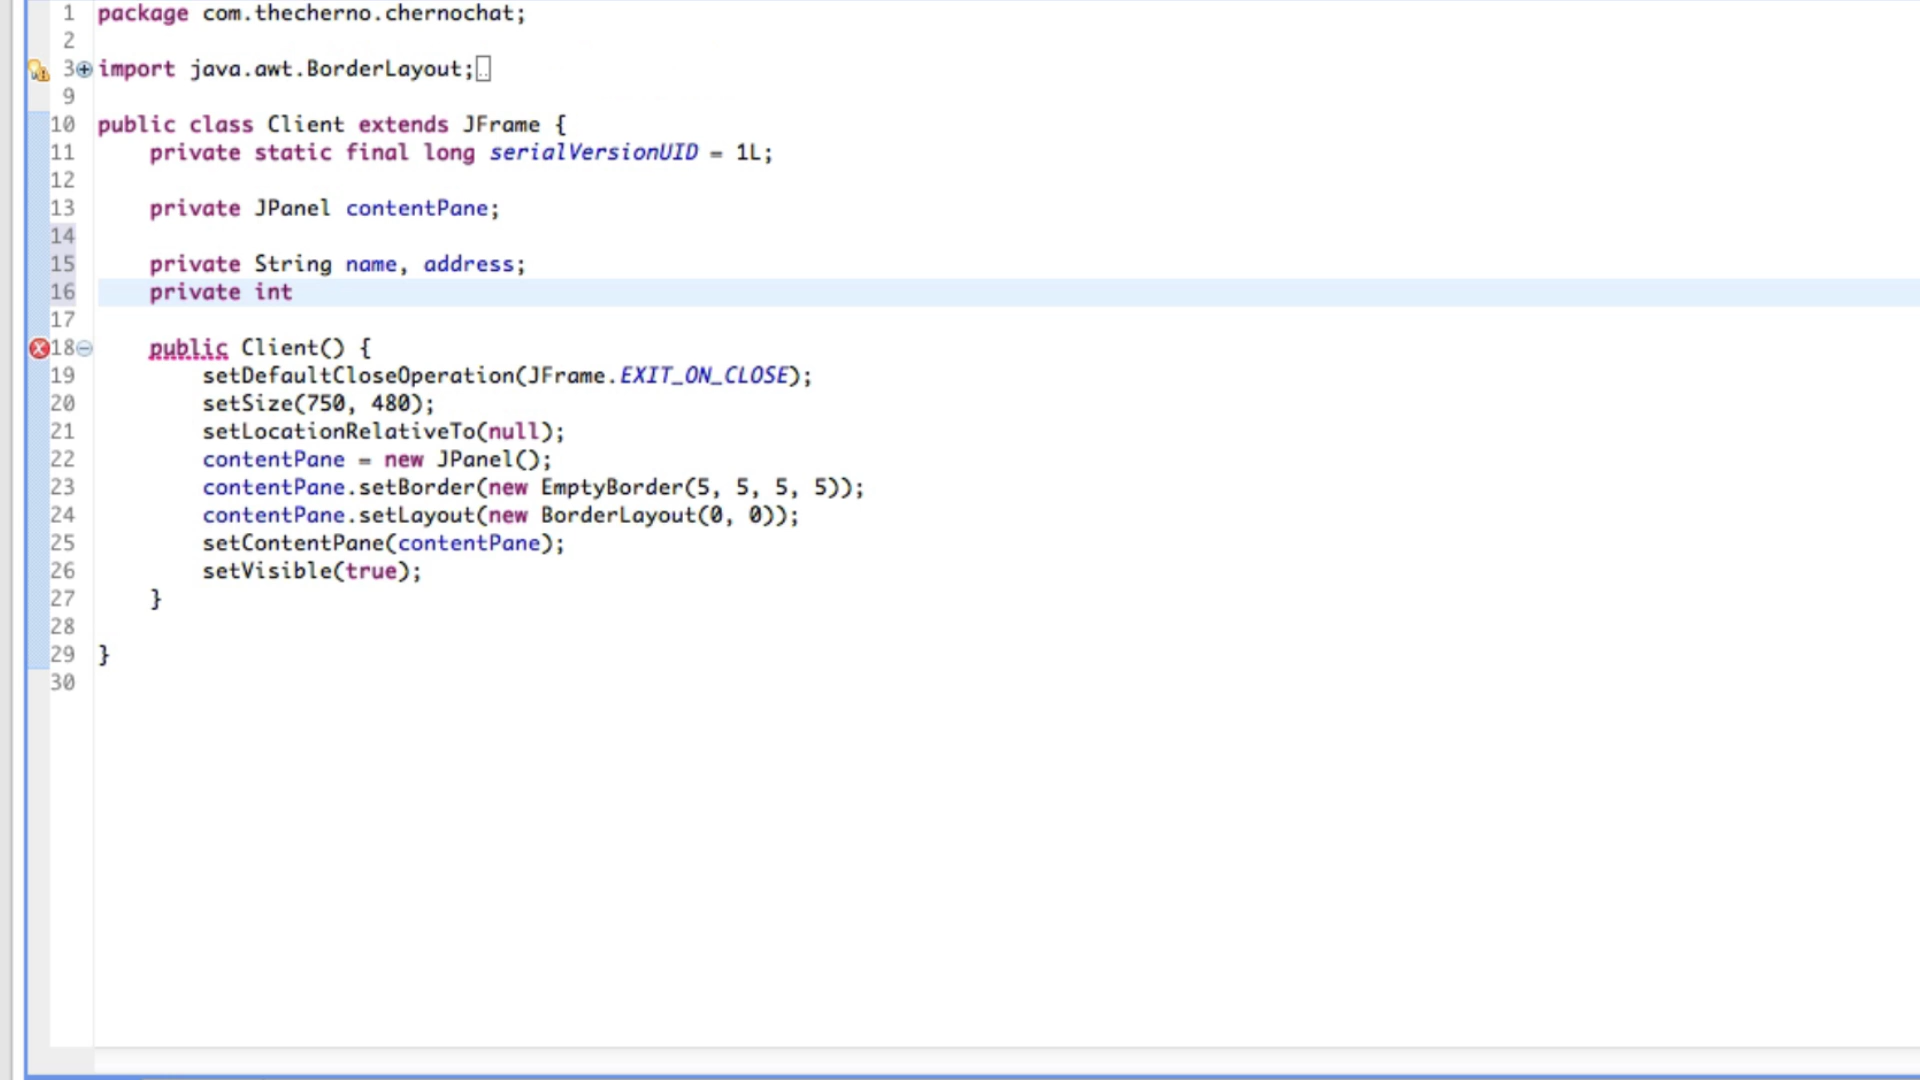 1 package com.thecherno.chernochat;
2
3 import java.awt.BorderLayout;
9
10 public class Client extends JFrame {
11 private static final long serialVersionUID = 1L;
12
13 private JPanel contentPane;
14
15 private String name, address;
16 private int
17
18 public Client() {
19 setDefaultCloseOperation(JFrame.EXIT_ON_CLOSE);
20 setSize(750, 480);
21 setLocationRelativeTo(null);
22 contentPane = new JPanel();
23 contentPane.setBorder(new EmptyBorder(5, 5, 5, 5));
24 contentPane.setLayout(new BorderLayout(0, 0));
25 setContentPane(contentPane);
26 setVisible(true);
27 }
28
29 }
30